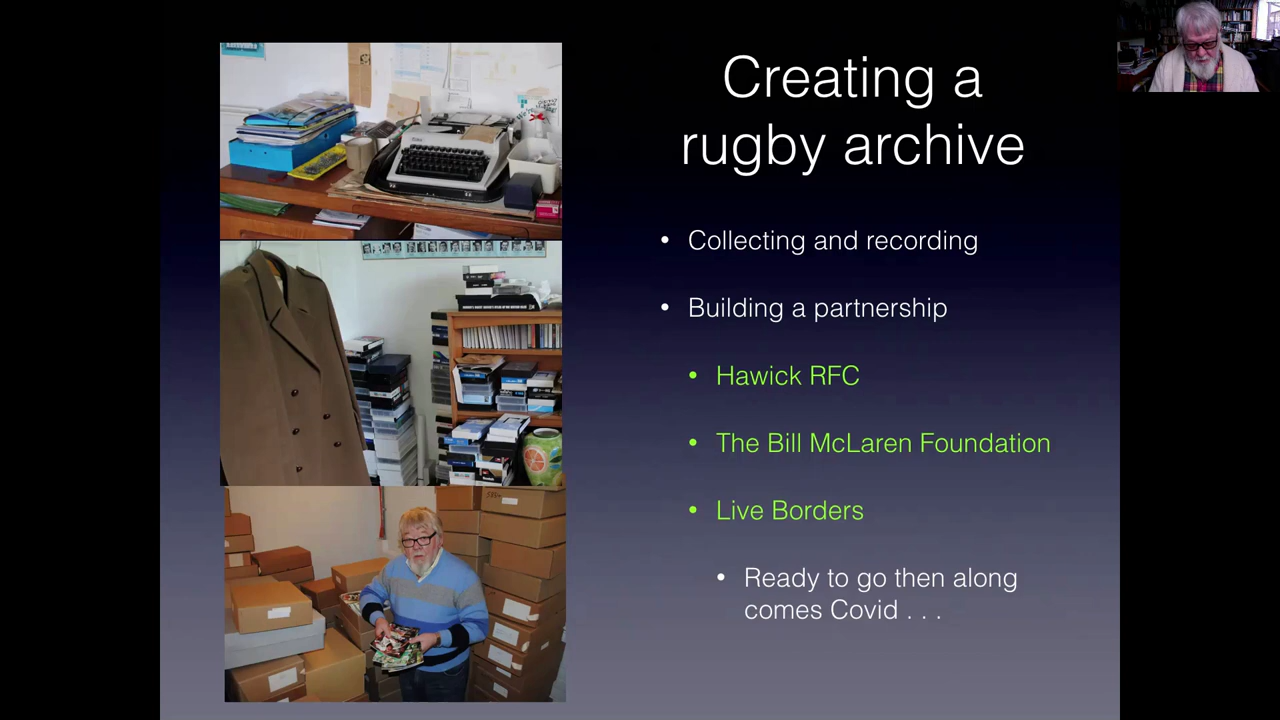 Creating a
rugby archive
• Collecting and recording
• Building a partnership
• Hawick RFC
• The Bill McLaren Foundation
• Live Borders
• Ready to go then along
comes Covid . . .